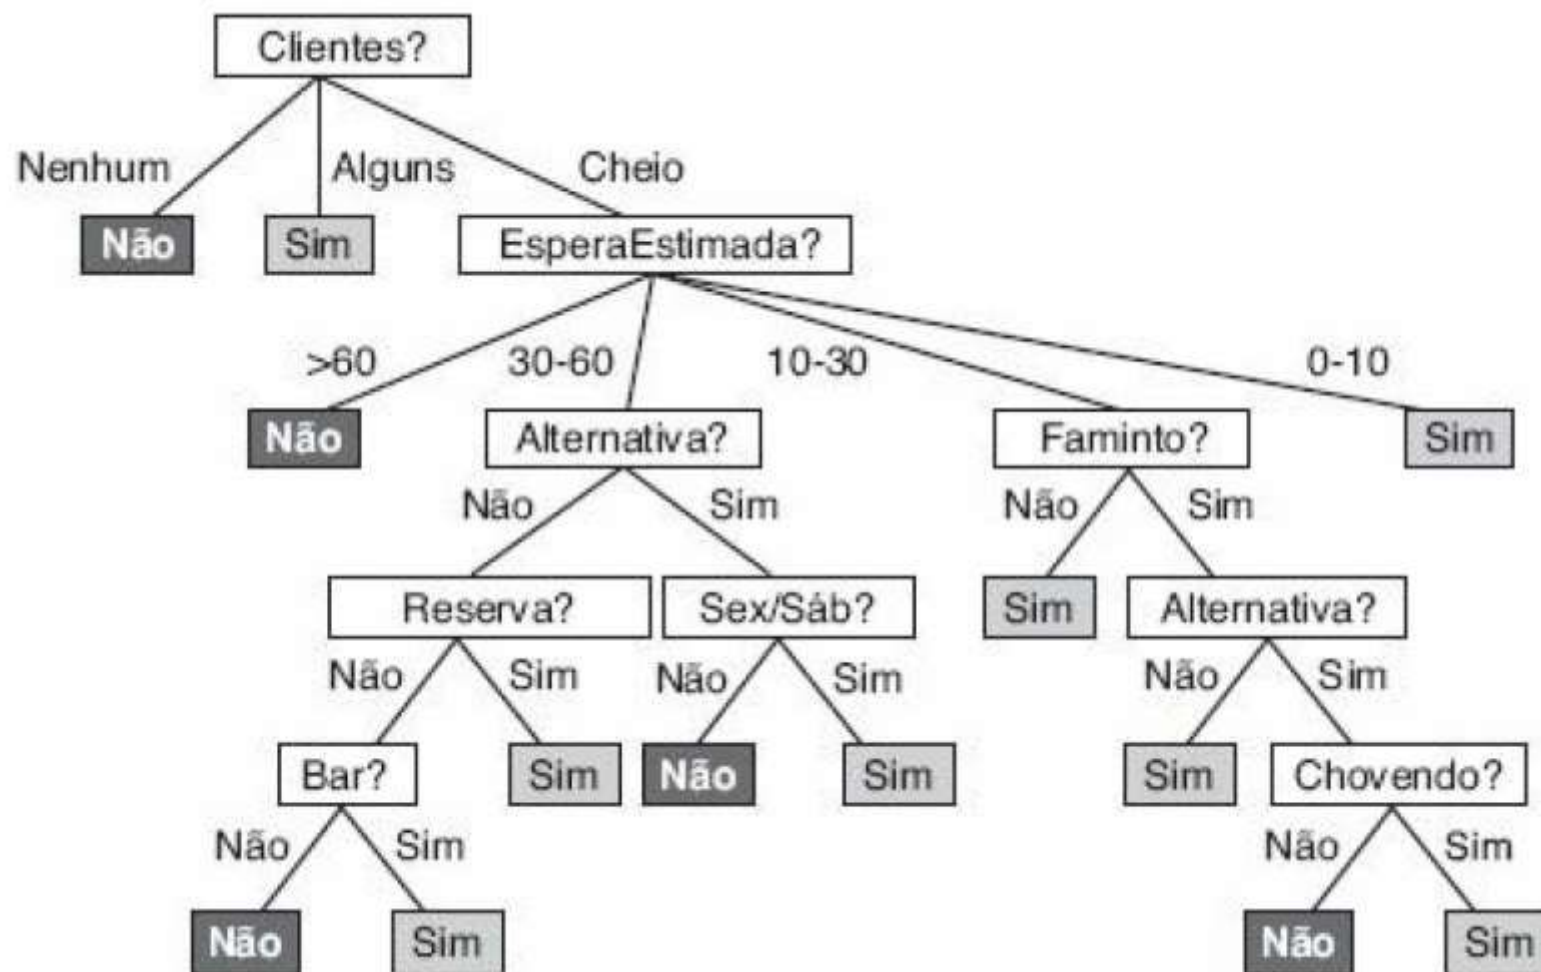 Clientes?
Nenhum Alguns Cheio
Não Sim EsperaEstimada?
>60 30-60 10-30 0-10
Não Alternativa? Faminto? Sim
Não Sim Não Sim
Reserva? Sex/Sáb? Sim Alternativa?
Não Sim Não Sim Não Sim
Bar? Sim Não Sim Sim Chovendo?
Não Sim Não Sim
Não Sim Não Sim